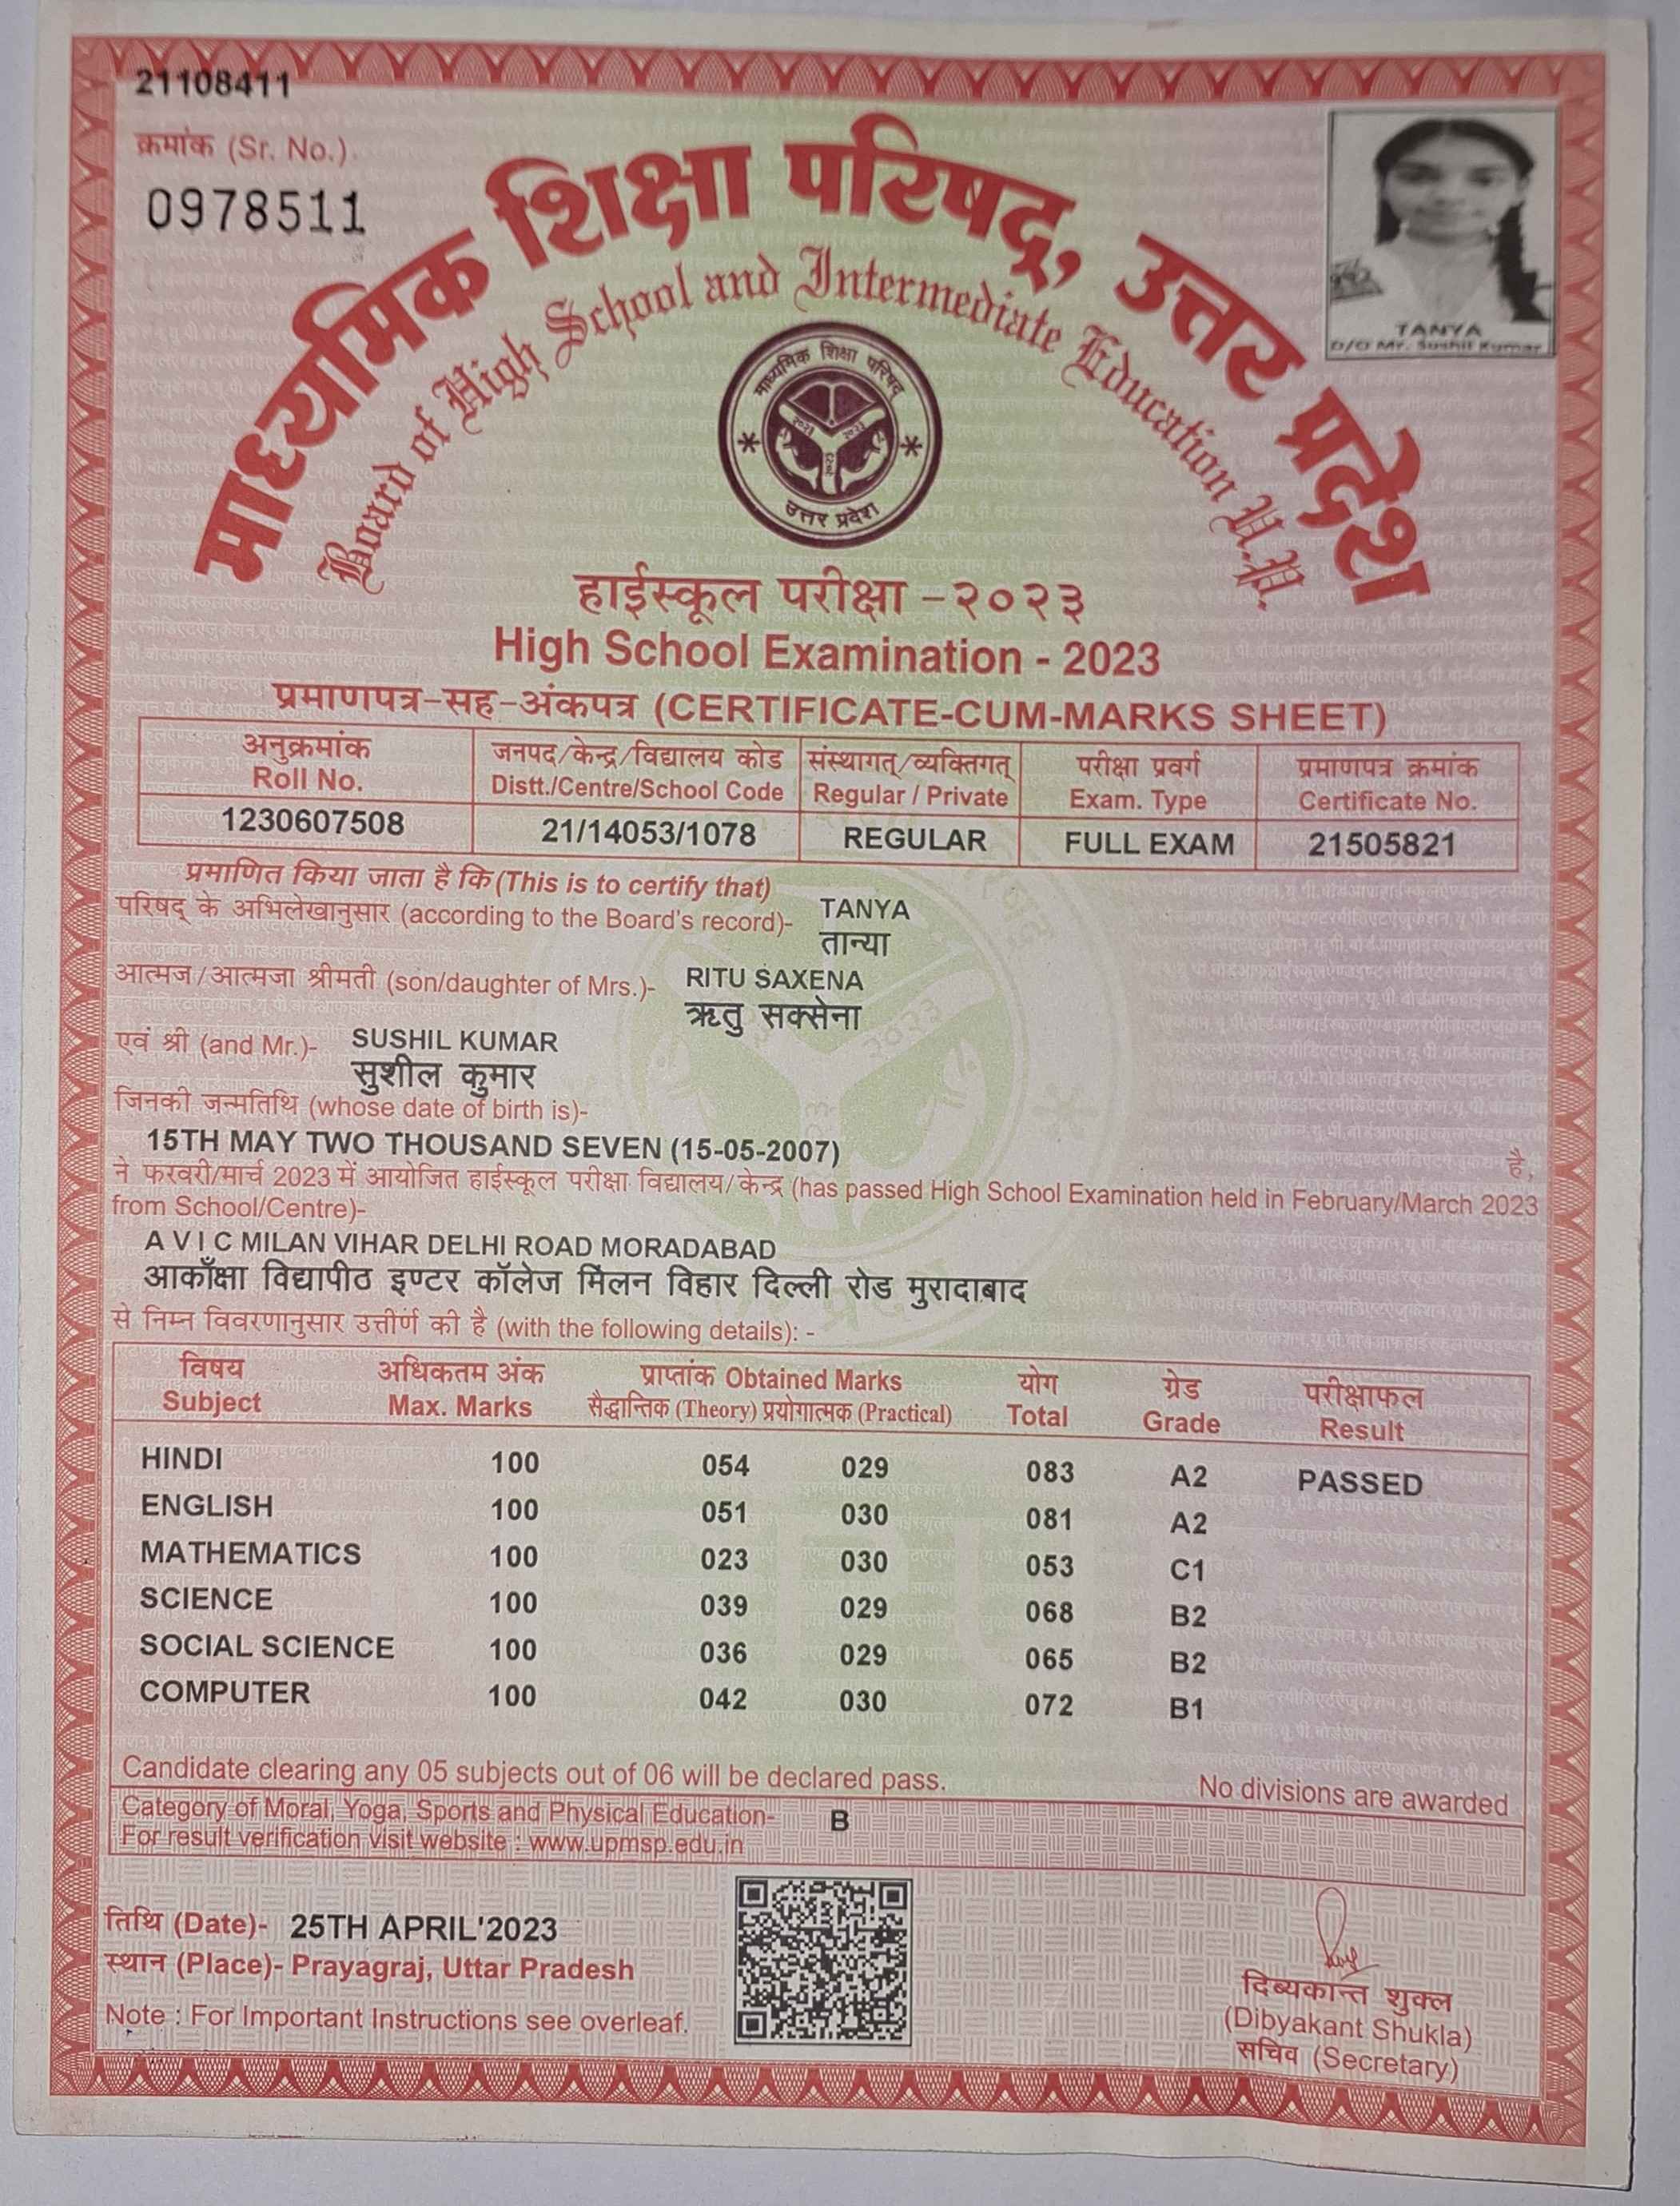 21108411
क्रमांक (Sr. No.).
0978511
माध्यमिक शिक्षा परिषद्, उत्तर प्रदेश
Board of High School and Intermediate Education U.P.
माध्यमिक शिक्षा परिषद्
उत्तर प्रदेश
TANYA
D/O Mr. Sushil Kumar
हाईस्कूल परीक्षा -२०२३
High School Examination - 2023
प्रमाणपत्र-सह-अंकपत्र (CERTIFICATE-CUM-MARKS SHEET)
अनुक्रमांक जनपद/केन्द्र/विद्यालय कोड संस्थागत्/व्यक्तिगत् परीक्षा प्रवर्ग प्रमाणपत्र क्रमांक
Roll No. Distt./Centre/School Code Regular / Private Exam. Type Certificate No.
1230607508 21/14053/1078 REGULAR FULL EXAM 21505821
प्रमाणित किया जाता है कि (This is to certify that)
परिषद् के अभिलेखानुसार (according to the Board's record)- TANYA
तान्या
आत्मज/आत्मजा श्रीमती (son/daughter of Mrs.)- RITU SAXENA
ऋतु सक्सेना
एवं श्री (and Mr.)- SUSHIL KUMAR
सुशील कुमार
जिनकी जन्मतिथि (whose date of birth is)-
15TH MAY TWO THOUSAND SEVEN (15-05-2007) है,
ने फरवरी/मार्च 2023 में आयोजित हाईस्कूल परीक्षा विद्यालय/केन्द्र (has passed High School Examination held in February/March 2023
from School/Centre)-
A V I C MILAN VIHAR DELHI ROAD MORADABAD
आकाँक्षा विद्यापीठ इण्टर कॉलेज मिलन विहार दिल्ली रोड मुरादाबाद
से निम्न विवरणानुसार उत्तीर्ण की है (with the following details): -
विषय अधिकतम अंक प्राप्तांक Obtained Marks योग ग्रेड परीक्षाफल
Subject Max. Marks सैद्धान्तिक (Theory) प्रयोगात्मक (Practical) Total Grade Result
HINDI 100 054 029 083 A2 PASSED
ENGLISH 100 051 030 081 A2
MATHEMATICS 100 023 030 053 C1
SCIENCE 100 039 029 068 B2
SOCIAL SCIENCE 100 036 029 065 B2
COMPUTER 100 042 030 072 B1
Candidate clearing any 05 subjects out of 06 will be declared pass. No divisions are awarded
Category of Moral, Yoga, Sports and Physical Education- B
For result verification visit website : www.upmsp.edu.in
तिथि (Date)- 25TH APRIL'2023
स्थान (Place)- Prayagraj, Uttar Pradesh
Note : For Important Instructions see overleaf.
दिब्यकान्त शुक्ल
(Dibyakant Shukla)
सचिव (Secretary)